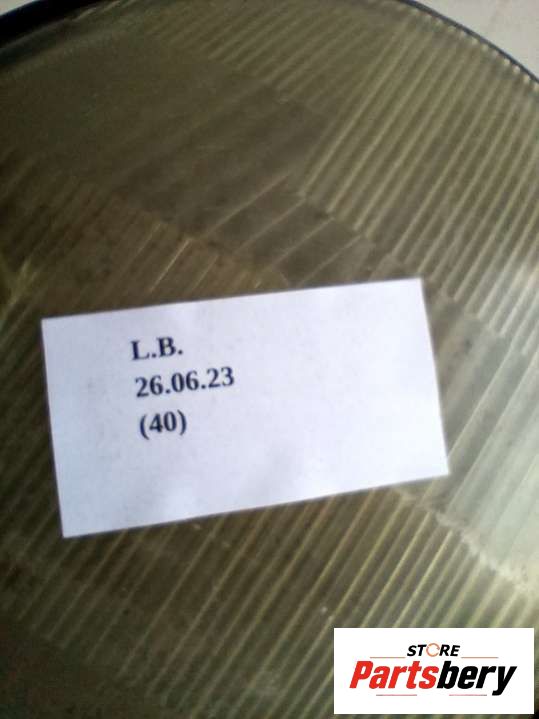 L.B.
26.06.23
(40)
STORE
Partsbery